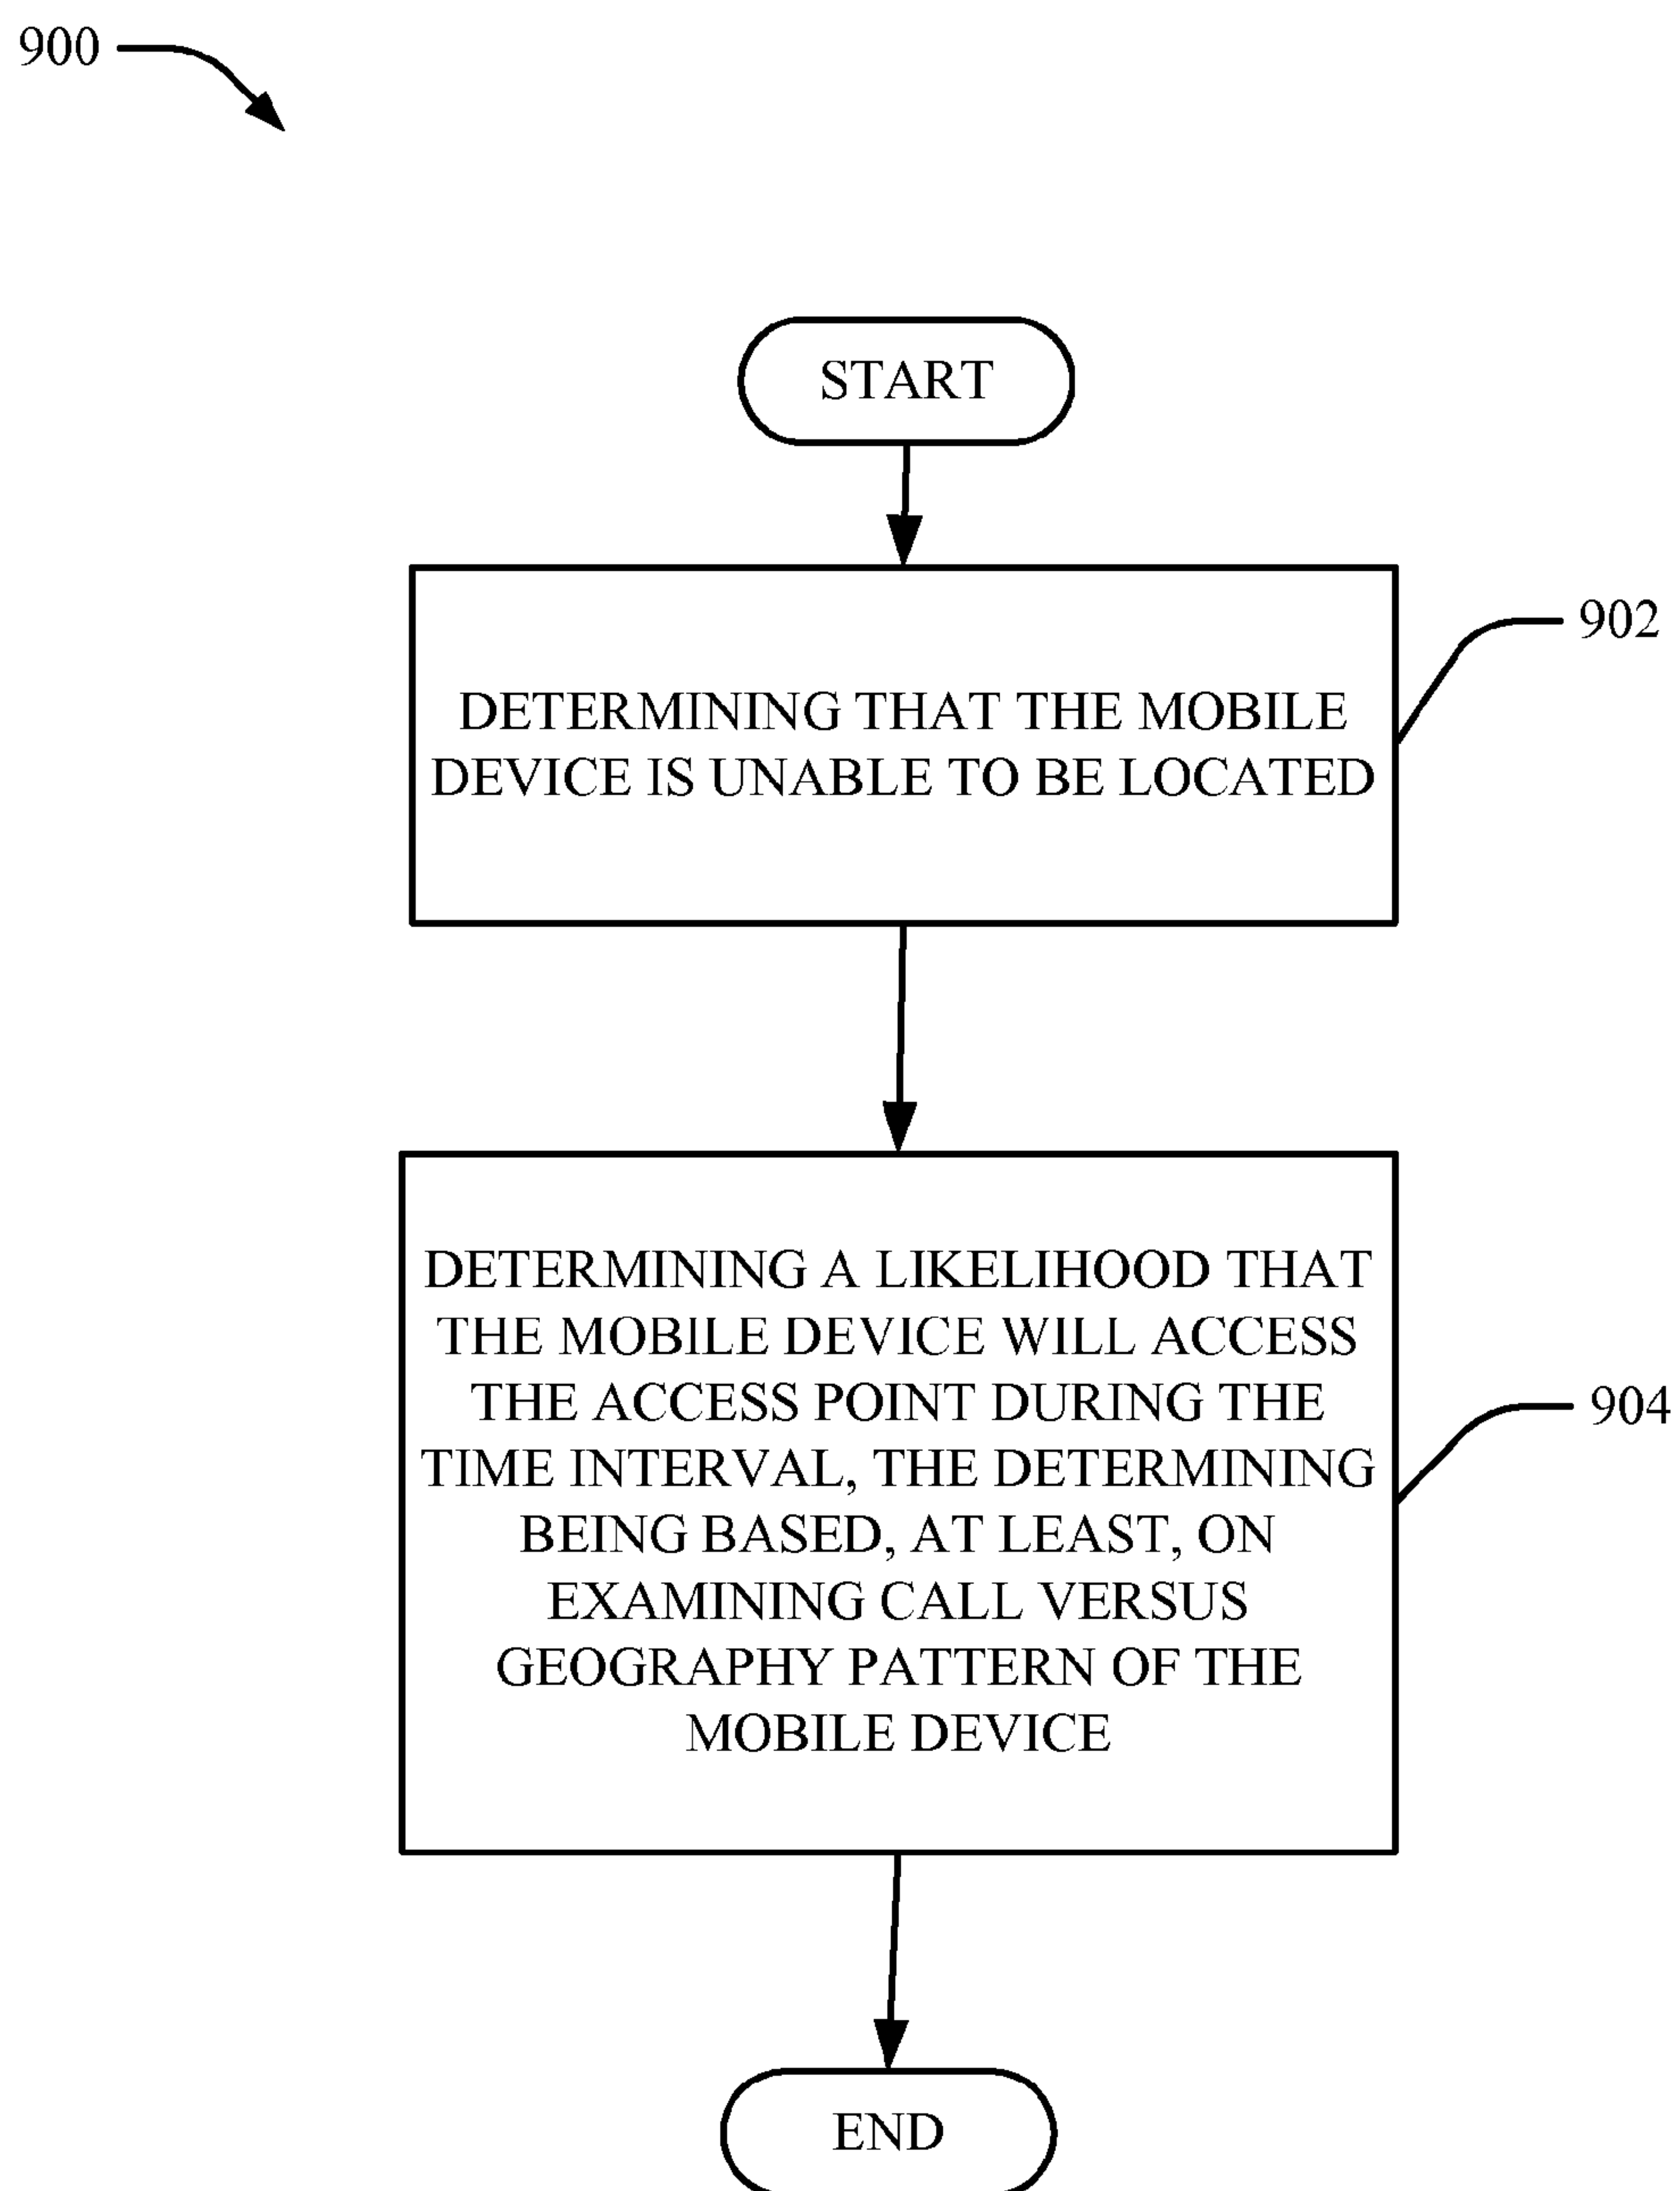 900
START
DETERMINING THAT THE MOBILE
DEVICE IS UNABLE TO BE LOCATED
902
DETERMINING A LIKELIHOOD THAT
THE MOBILE DEVICE WILL ACCESS
THE ACCESS POINT DURING THE
TIME INTERVAL, THE DETERMINING
BEING BASED, AT LEAST, ON
EXAMINING CALL VERSUS
GEOGRAPHY PATTERN OF THE
MOBILE DEVICE
904
END